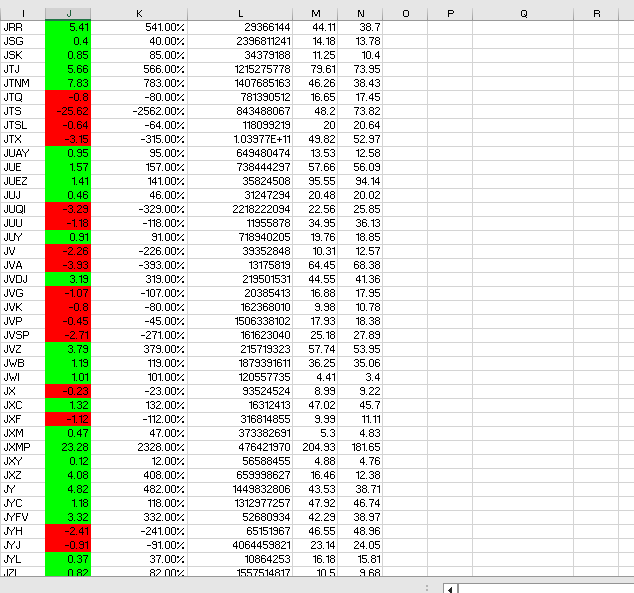 I J K L M N O P Q R
JRR 5.41 541.00% 29366144 44.11 38.7
JSG 0.4 40.00% 2396811241 14.18 13.78
JSK 0.85 85.00% 34379188 11.25 10.4
JTJ 5.66 566.00% 1215275778 79.61 73.95
JTNM 7.83 783.00% 1407685163 46.26 38.43
JTQ -0.8 -80.00% 781390512 16.65 17.45
JTS -25.62 -2562.00% 843488067 48.2 73.82
JTSL -0.64 -64.00% 118099219 20 20.64
JTX -3.15 -315.00% 1.03977E+11 49.82 52.97
JUAY 0.95 95.00% 649480474 13.53 12.58
JUE 1.57 157.00% 738444297 57.66 56.09
JUEZ 1.41 141.00% 35824508 95.55 94.14
JUJ 0.46 46.00% 31247294 20.48 20.02
JUQI -3.29 -329.00% 2218222094 22.56 25.85
JUU -1.18 -118.00% 11955878 34.95 36.13
JUY 0.91 91.00% 718940205 19.76 18.85
JV -2.26 -226.00% 39352848 10.31 12.57
JVA -3.93 -393.00% 13175819 64.45 68.38
JVDJ 3.19 319.00% 219501531 44.55 41.36
JVG -1.07 -107.00% 20385413 16.88 17.95
JVK -0.8 -80.00% 162368010 9.98 10.78
JVP -0.45 -45.00% 1506338102 17.93 18.38
JVSP -2.71 -271.00% 161623040 25.18 27.89
JVZ 3.79 379.00% 215719323 57.74 53.95
JWB 1.19 119.00% 1879391611 36.25 35.06
JWI 1.01 101.00% 120557735 4.41 3.4
JX -0.23 -23.00% 93524524 8.99 9.22
JXC 1.32 132.00% 16312413 47.02 45.7
JXF -1.12 -112.00% 316814855 9.99 11.11
JXM 0.47 47.00% 373382691 5.3 4.83
JXMP 23.28 2328.00% 476421970 204.93 181.65
JXY 0.12 12.00% 56588455 4.88 4.76
JXZ 4.08 408.00% 659998627 16.46 12.38
JY 4.82 482.00% 1449832806 43.53 38.71
JYC 1.18 118.00% 1312977257 47.92 46.74
JYFV 3.32 332.00% 52680934 42.29 38.97
JYH -2.41 -241.00% 65151967 46.55 48.96
JYJ -0.91 -91.00% 4064459821 23.14 24.05
JYL 0.37 37.00% 10864253 16.18 15.81
JZL 0.82 82.00% 1557514817 10.5 9.68